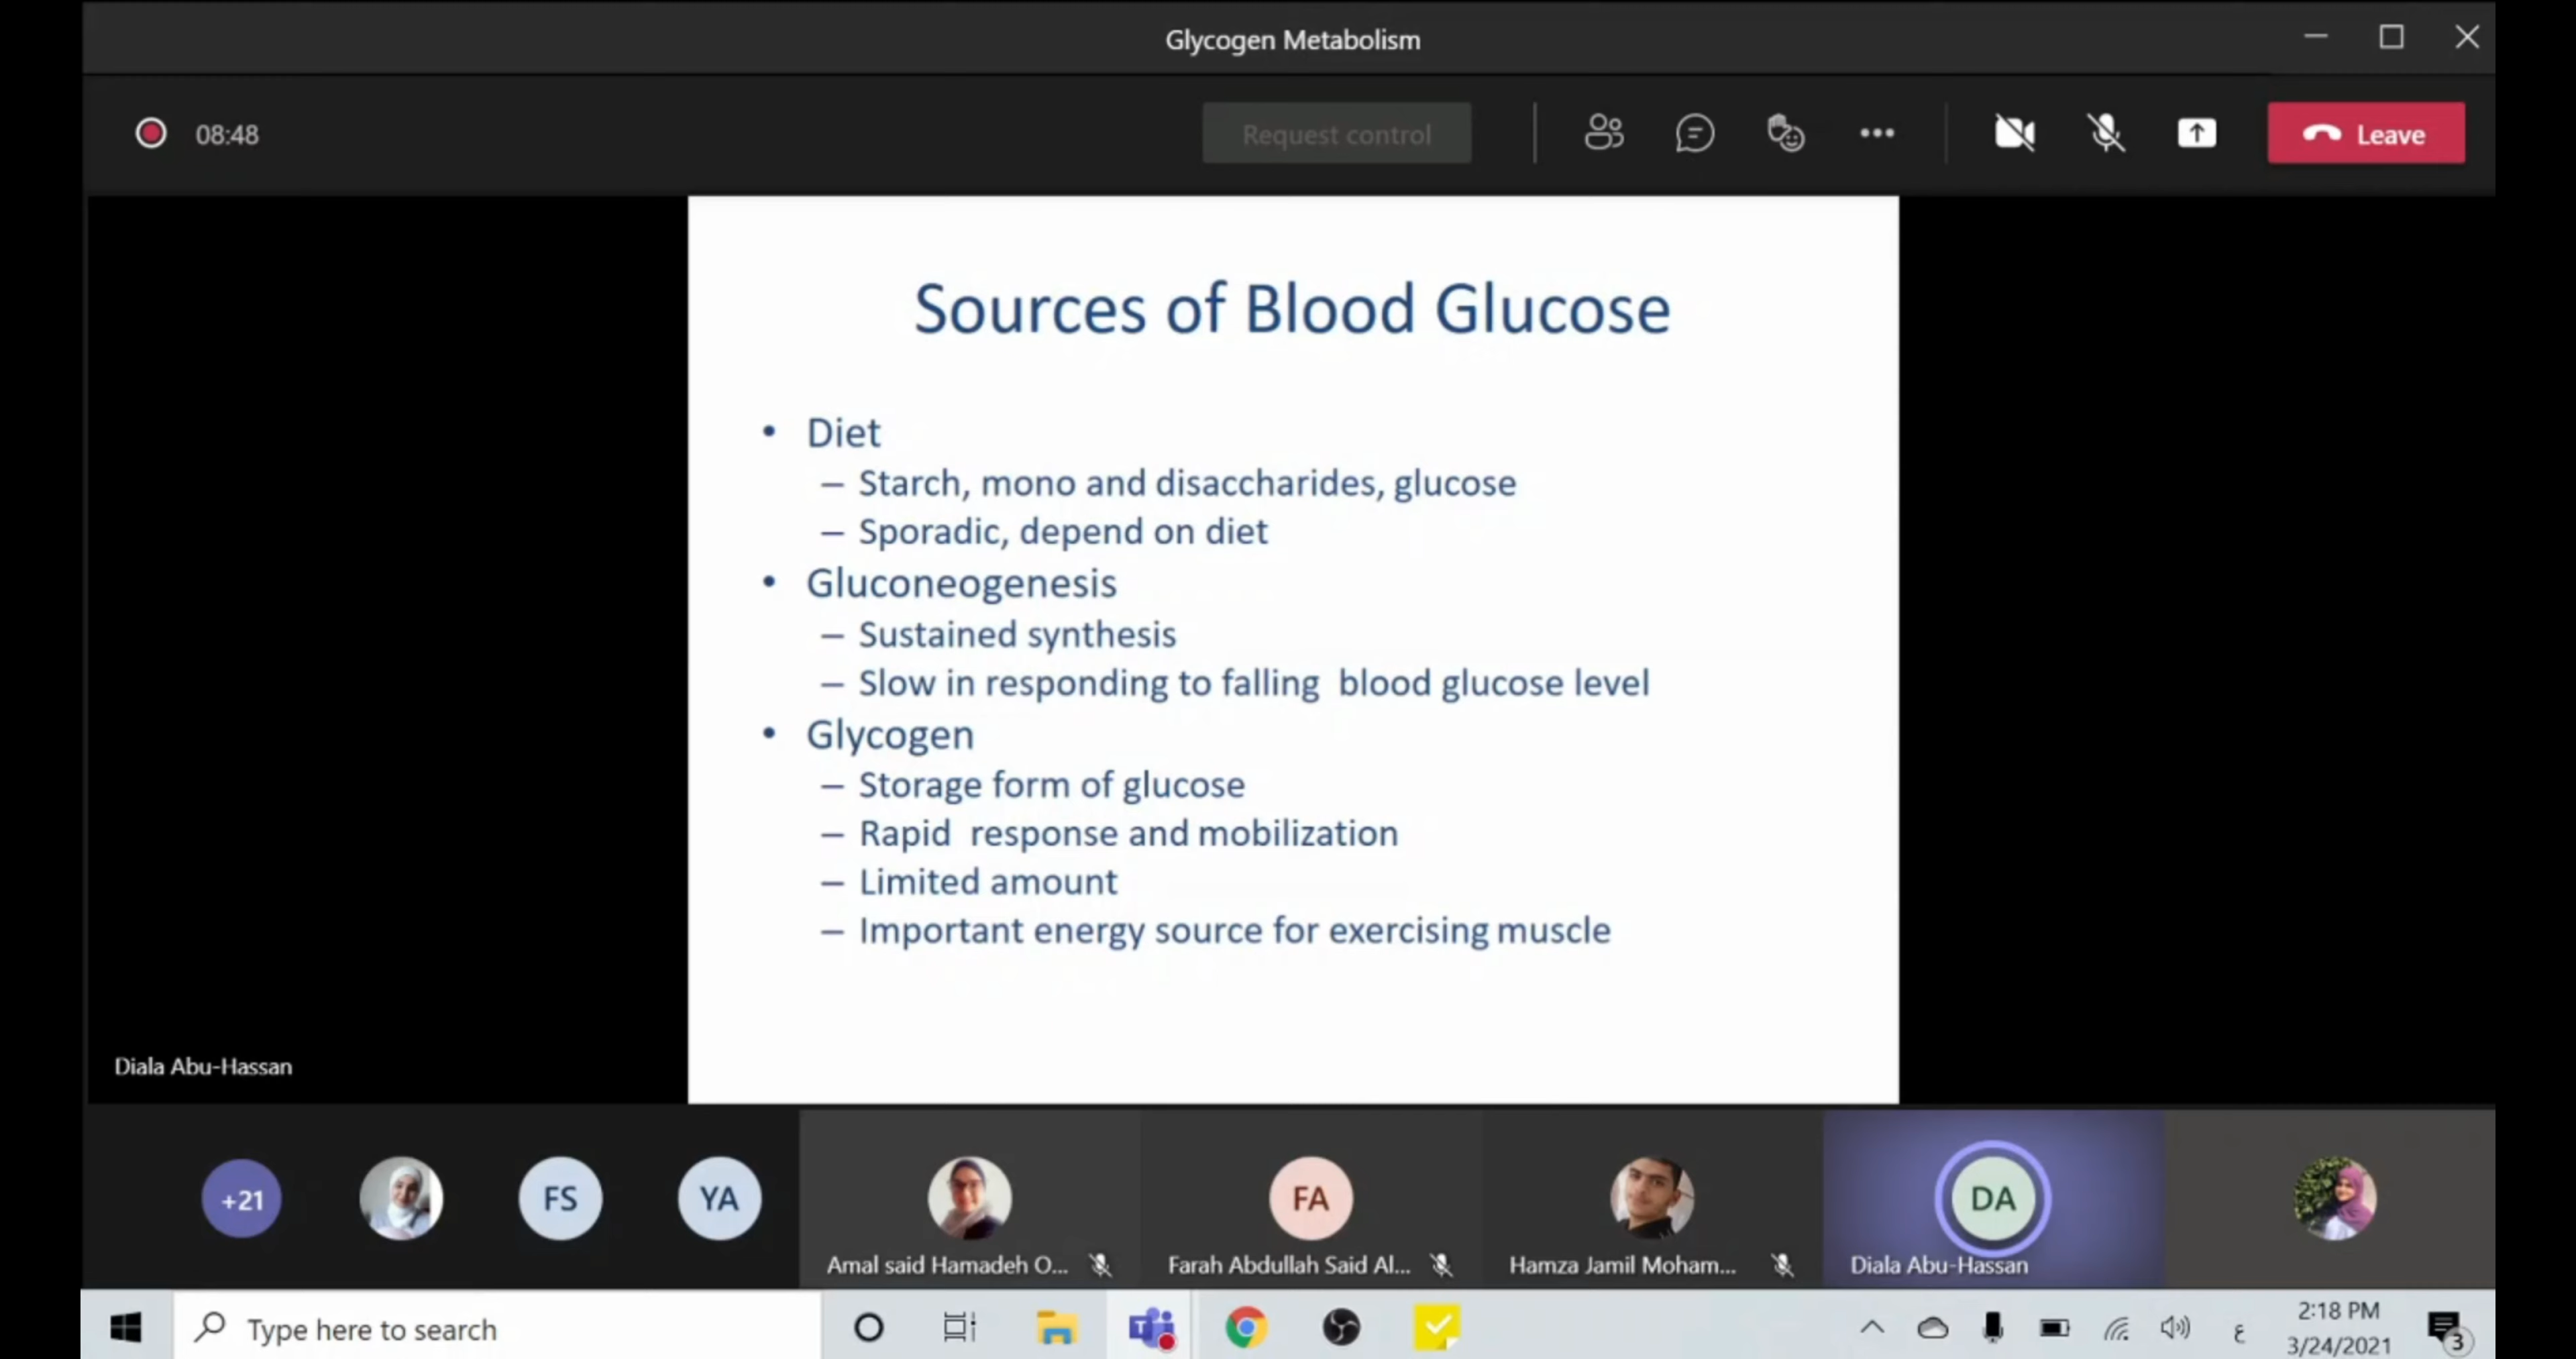 Glycogen Metabolism
08:48
Request control
Leave
Sources of Blood Glucose
• Diet
– Starch, mono and disaccharides, glucose
– Sporadic, depend on diet
• Gluconeogenesis
– Sustained synthesis
– Slow in responding to falling blood glucose level
• Glycogen
– Storage form of glucose
– Rapid response and mobilization
– Limited amount
– Important energy source for exercising muscle
Diala Abu-Hassan
+21
FS
YA
Amal said Hamadeh O...
FA
Farah Abdullah Said Al...
Hamza Jamil Moham...
DA
Diala Abu-Hassan
Type here to search
T
ع
2:18 PM
3/24/2021
3